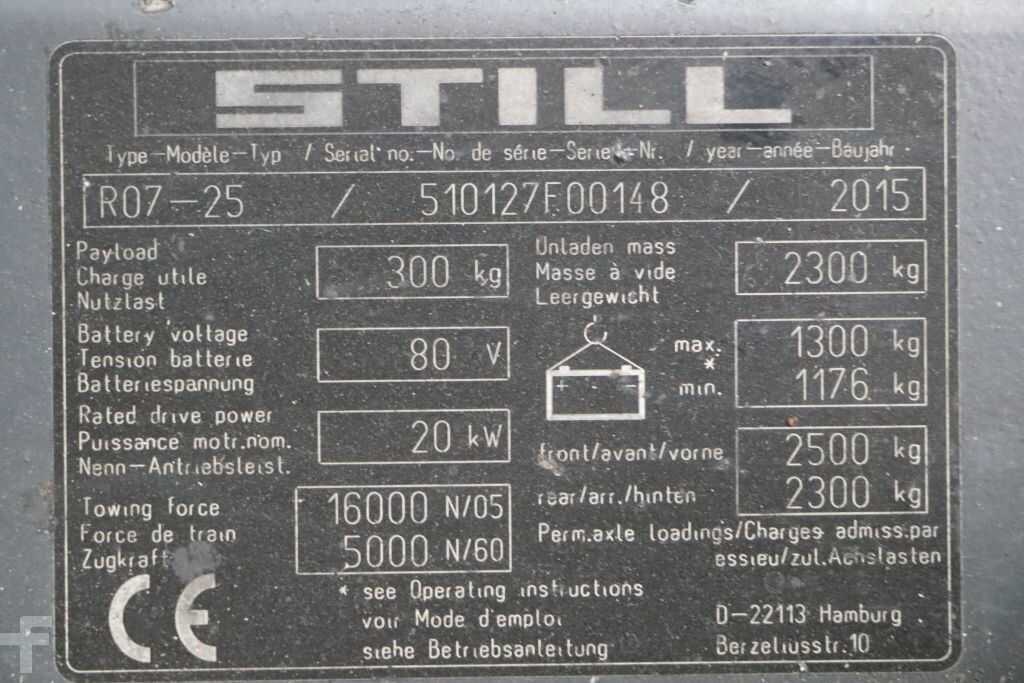 STILL
Type-Modèle-Typ / Serial no.-No. de série-Serie-Nr. / year-année-Baujahr
R07-25 / 510127F00148 / 2015
Payload
Charge utile
Nutzlast
300 kg
Unladen mass
Masse à vide
Leergewicht
2300 kg
Battery voltage
Tension batterie
Batteriespannung
80 V
+ -
max.
*
min.
1300 kg
1176 kg
Rated drive power
Puissance motr.nom.
Nenn-Antriebsleist.
20 kW
front/avant/vorne 2500 kg
rear/arr./hinten 2300 kg
Towing force
Force de train
Zugkraft
16000 N/05
5000 N/60
Perm.axle loadings/Charges admiss.par
essieu/zul.Achslasten
CE
* see Operating instructions
voir Mode d'emploi
siehe Betriebsanleitung
D-22113 Hamburg
Berzeliusstr.10
F